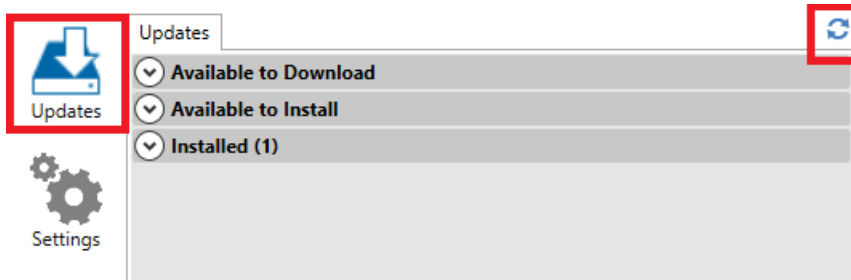 Updates
Available to Download
Updates
Available to Install
Installed (1)
Settings